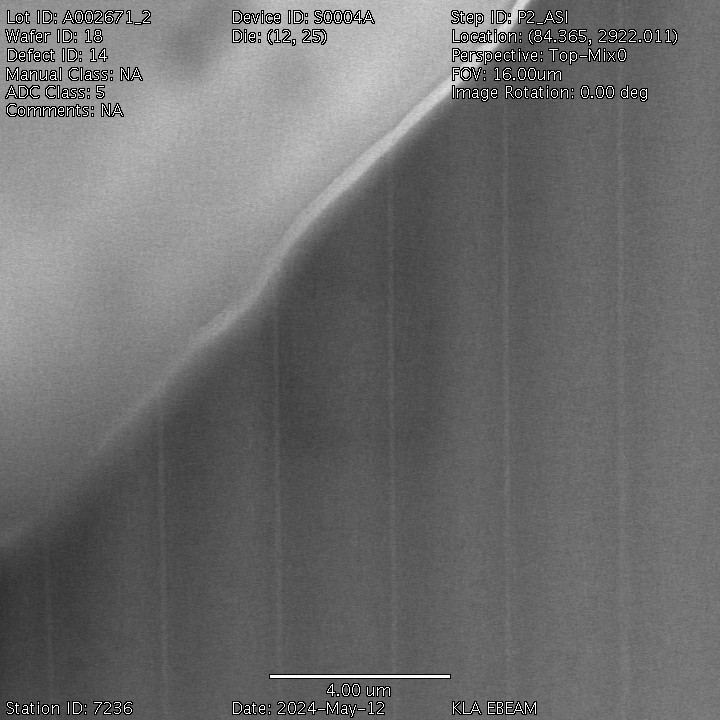 Lot ID: A002671_2
Wafer ID: 18
Defect ID: 14
Manual Class: NA
ADC Class: 5
Comments: NA
Device ID: S0004A
Die: (12, 25)
Step ID: P2_ASI
Location: (84.365, 2922.011)
Perspective: Top-Mix0
FOV: 16.00um
Image Rotation: 0.00 deg
4.00 um
Station ID: 7236
Date: 2024-May-12
KLA EBEAM